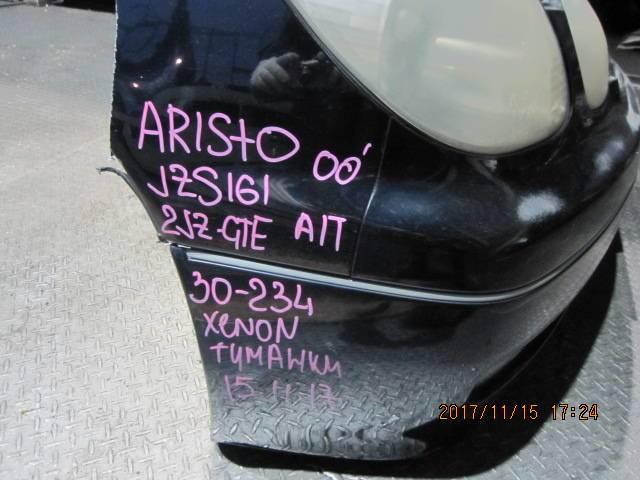 ARISTO 00'
JZS161
2JZ-GTE A/T
30-234
XENON
туманки
15 11 17
2017/11/15 17:24